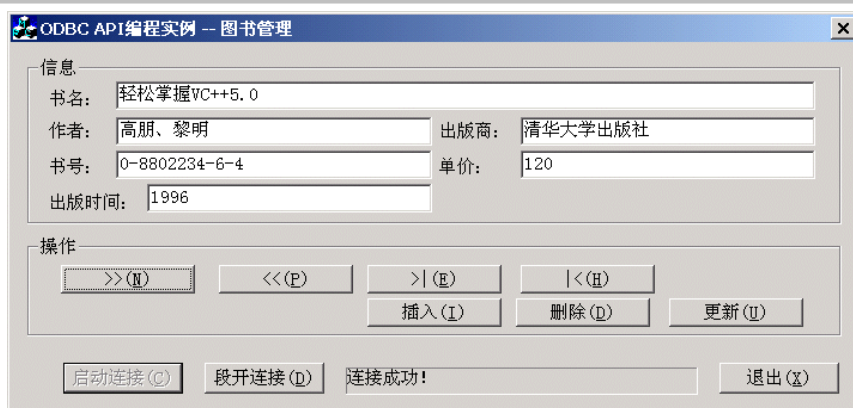 ODBC API编程实例 -- 图书管理
信息
书名: 轻松掌握VC++5.0
作者: 高朋、黎明 出版商: 清华大学出版社
书号: 0-8802234-6-4 单价: 120
出版时间: 1996
操作
>>(N) <<(P) >|(E) |<(H)
插入(I) 删除(D) 更新(U)
启动连接(C) 段开连接(D) 连接成功! 退出(X)